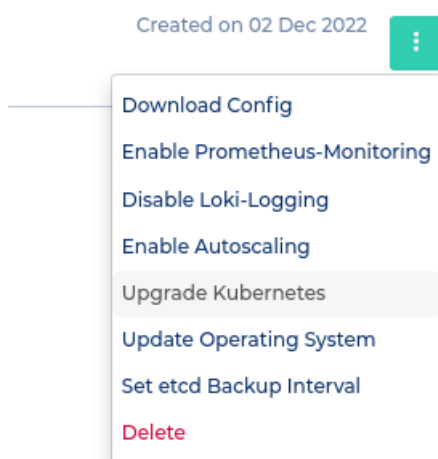 Created on 02 Dec 2022
Download Config
Enable Prometheus-Monitoring
Disable Loki-Logging
Enable Autoscaling
Upgrade Kubernetes
Update Operating System
Set etcd Backup Interval
Delete